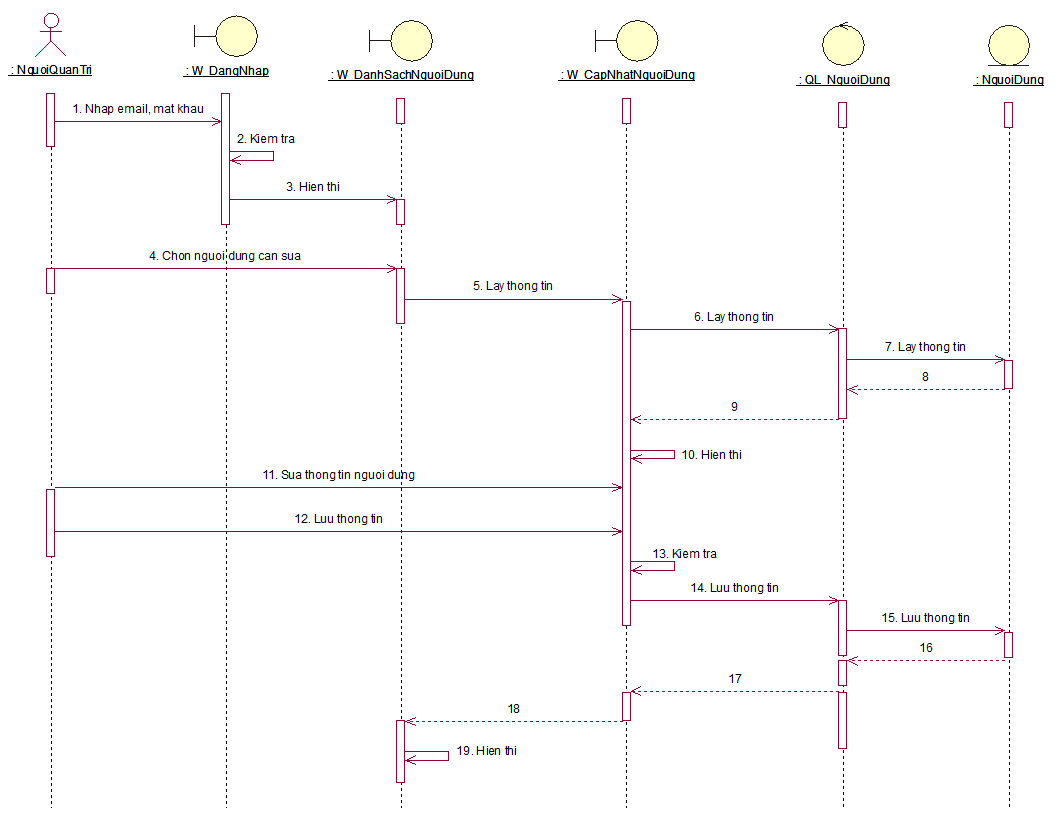 : NguoiQuanTri
: W_DangNhap
: W_DanhSachNguoiDung
: W_CapNhatNguoiDung
: QL_NguoiDung
: NguoiDung
1. Nhap email, mat khau
2. Kiem tra
3. Hien thi
4. Chon nguoi dung can sua
5. Lay thong tin
6. Lay thong tin
7. Lay thong tin
8
9
10. Hien thi
11. Sua thong tin nguoi dung
12. Luu thong tin
13. Kiem tra
14. Luu thong tin
15. Luu thong tin
16
17
18
19. Hien thi